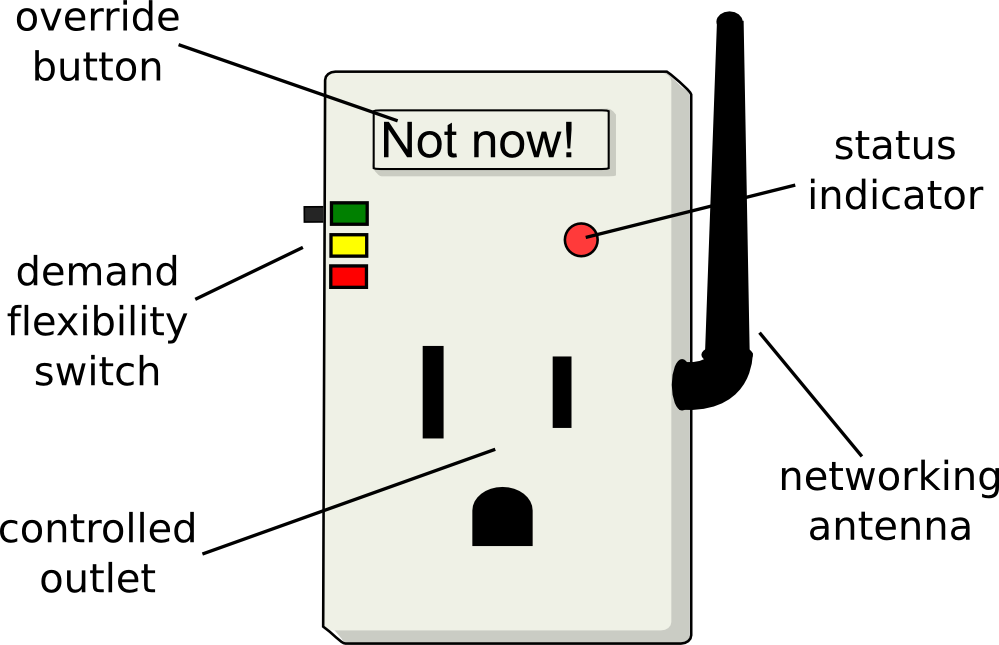 override
button
Not now!
status
indicator
demand
flexibility
switch
networking
antenna
controlled
outlet